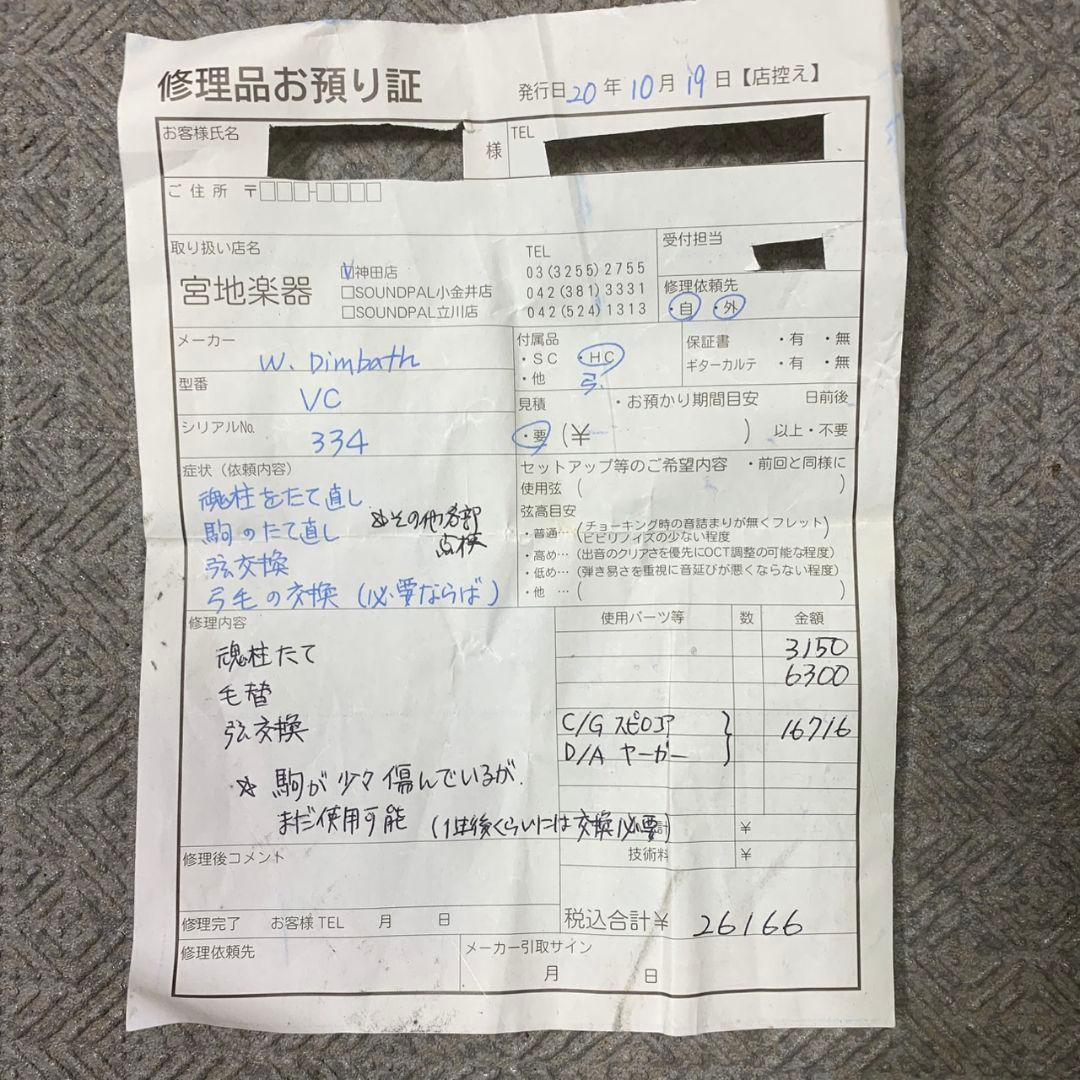 修理品お預り証
発行日20年10月19日【店控え】
お客様氏名 様
TEL
ご住所 〒□□□-□□□□
取り扱い店名
宮地楽器
☑神田店
□SOUNDPAL小金井店
□SOUNDPAL立川店
TEL
03(3255)2755
042(381)3331
042(524)1313
受付担当
修理依頼先
・自 ・外
メーカー
W. Dimbath
型番
VC
シリアルNo.
334
付属品
・SC ・HC
・他 弓
保証書 ・有 ・無
ギターカルテ ・有 ・無
見積 ・お預かり期間目安 日前後
・要 (¥ ) 以上・不要
症状(依頼内容)
魂柱をたて直し
駒のたて直し
弦交換
弓毛の交換(必要ならば)
☆その他各部
点検
セットアップ等のご希望内容 ・前回と同様に
使用弦( )
弦高目安
・普通…(チョーキング時の音詰まりが無くフレット)
ビビリノイズの少ない程度
・高め…(出音のクリアさを優先にOCT調整の可能な程度)
・低め…(弾き易さを重視に音延びが悪くならない程度)
・他 …( )
修理内容
魂柱たて
毛替
弦交換
☆ 駒が少々傷んでいるが、
まだ使用可能 (1年後くらいには交換必要)
使用パーツ等 数 金額
3150
6300
C/G スピロコア } 16716
D/A ヤーガー
計 ¥
技術料 ¥
修理後コメント
修理完了 お客様TEL 月 日
税込合計¥ 26166
修理依頼先
メーカー引取サイン
月 日